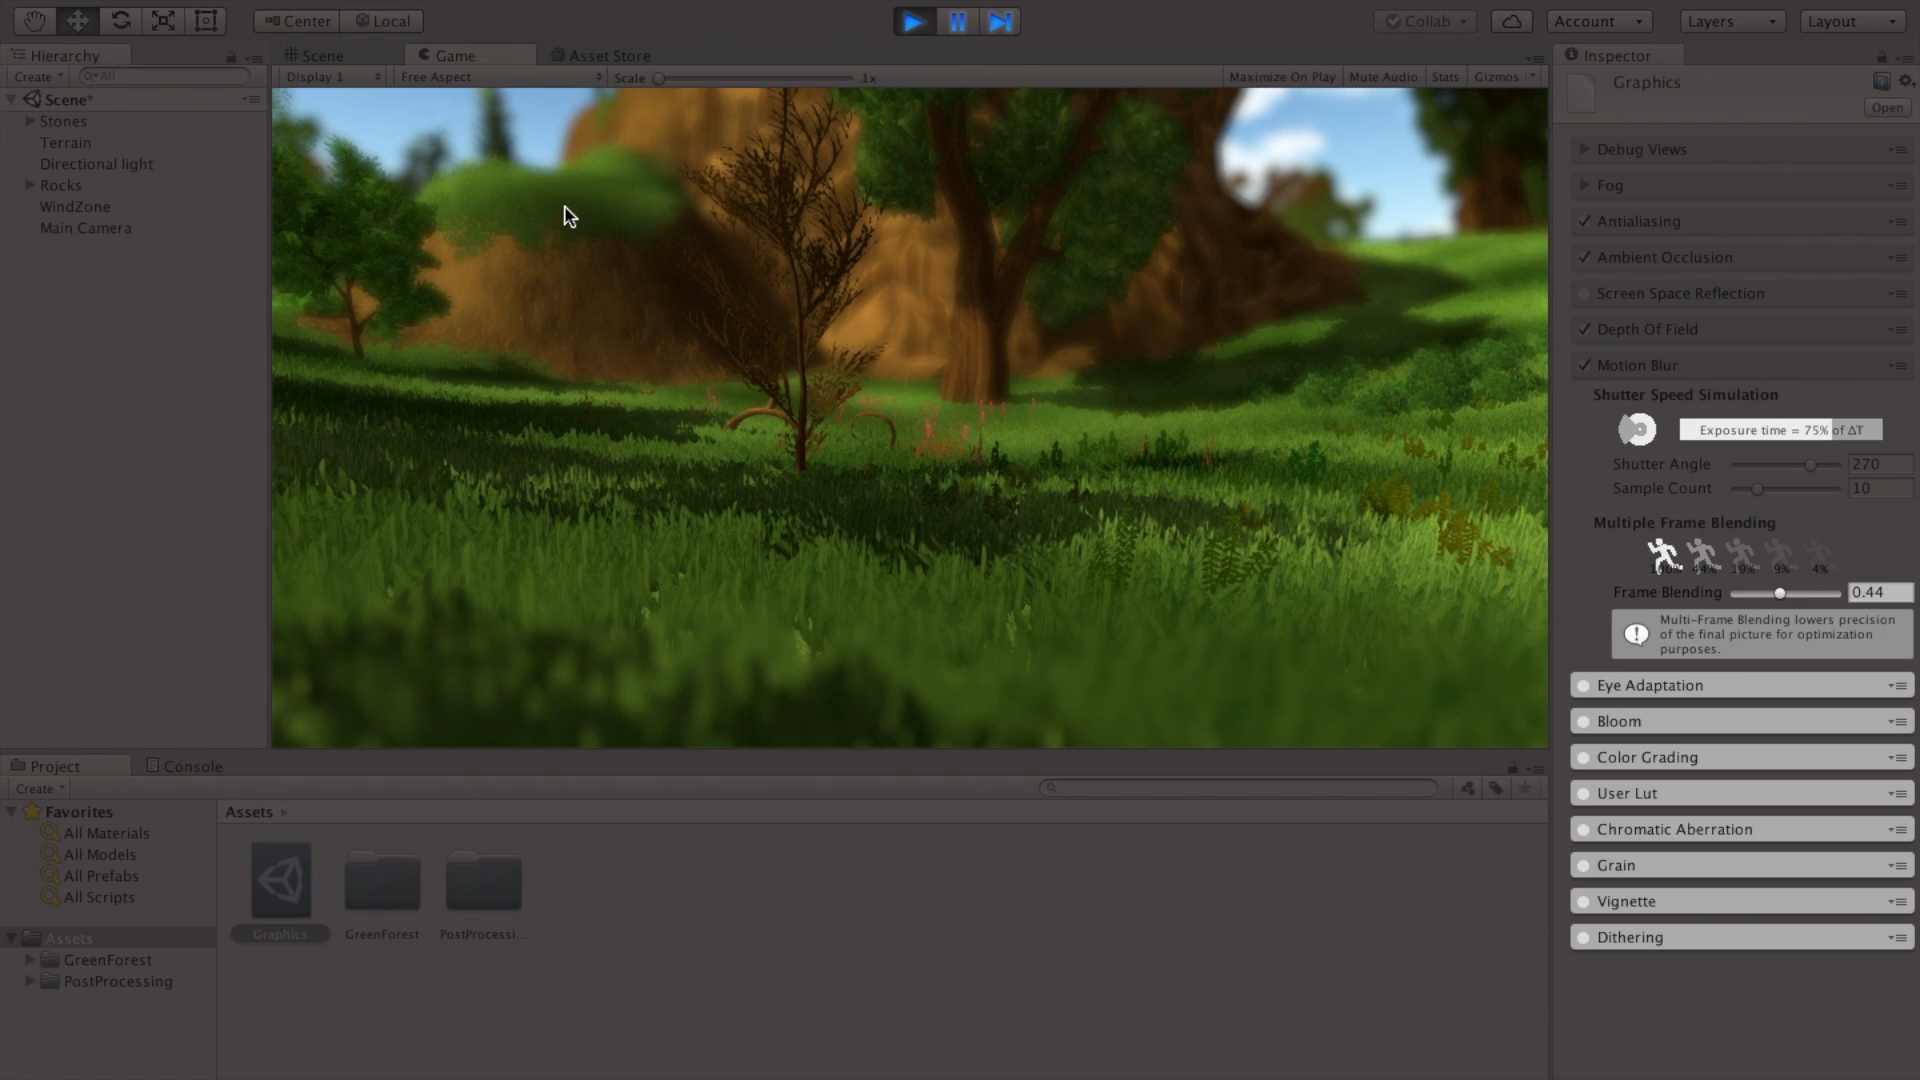 Center Local
Collab Account Layers Layout
Hierarchy
Create All
Scene*
Stones
Terrain
Directional light
Rocks
WindZone
Main Camera
Scene Game Asset Store
Display 1 Free Aspect Scale 1x Maximize On Play Mute Audio Stats Gizmos
Inspector
Graphics
Open
Debug Views
Fog
Antialiasing
Ambient Occlusion
Screen Space Reflection
Depth Of Field
Motion Blur
Shutter Speed Simulation
Exposure time = 75% of ΔT
Shutter Angle 270
Sample Count 10
Multiple Frame Blending
100% 44% 19% 9% 4%
Frame Blending 0.44
Multi-Frame Blending lowers precision
of the final picture for optimization
purposes.
Eye Adaptation
Bloom
Color Grading
User Lut
Chromatic Aberration
Grain
Vignette
Dithering
Project Console
Create
Favorites
All Materials
All Models
All Prefabs
All Scripts
Assets
GreenForest
PostProcessing
Assets
Graphics GreenForest PostProcessi...